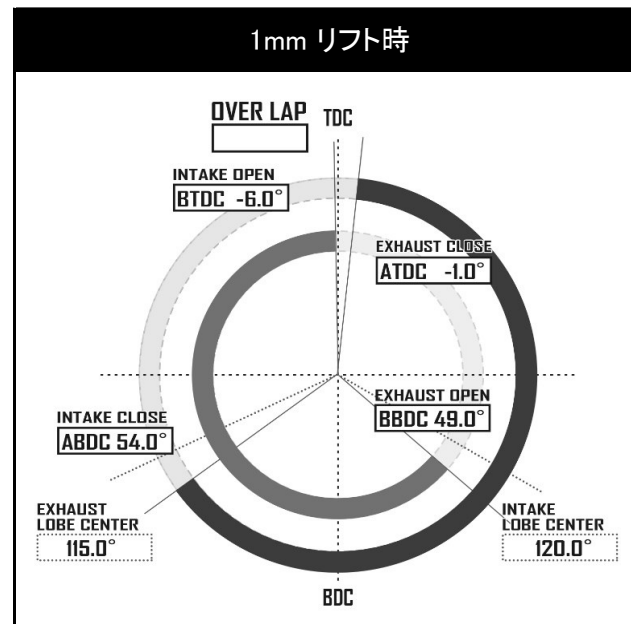 1mm リフト時
OVER LAP
TDC
INTAKE OPEN
BTDC -6.0°
EXHAUST CLOSE
ATDC -1.0°
EXHAUST OPEN
BBDC 49.0°
INTAKE CLOSE
ABDC 54.0°
EXHAUST
LOBE CENTER
115.0°
INTAKE
LOBE CENTER
120.0°
BDC